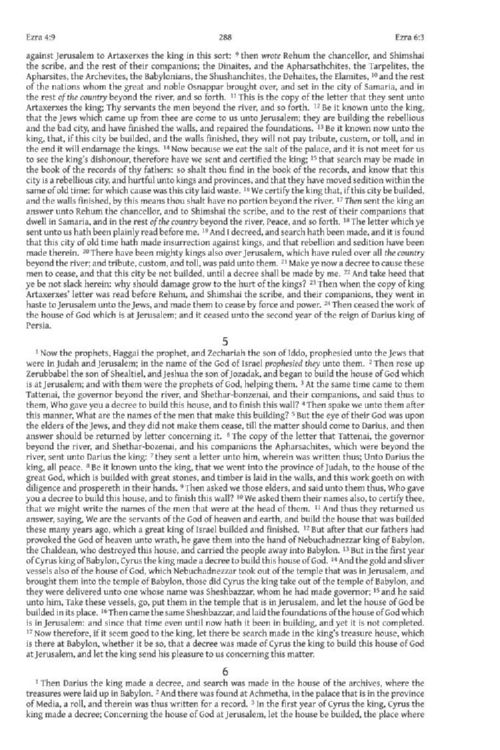 Ezra 4:9 288 Ezra 6:3
against Jerusalem to Artaxerxes the king in this sort: 9 then wrote Rehum the chancellor, and Shimshai
the scribe, and the rest of their companions; the Dinaites, and the Apharsathchites, the Tarpelites, the
Apharsites, the Archevites, the Babylonians, the Shushanchites, the Dehaites, the Elamites, 10 and the rest
of the nations whom the great and noble Osnappar brought over, and set in the city of Samaria, and in
the rest of the country beyond the river, and so forth. 11 This is the copy of the letter that they sent unto
Artaxerxes the king; Thy servants the men beyond the river, and so forth. 12 Be it known unto the king,
that the Jews which came up from thee are come to us unto Jerusalem; they are building the rebellious
and the bad city, and have finished the walls, and repaired the foundations. 13 Be it known now unto the
king, that, if this city be builded, and the walls finished, they will not pay tribute, custom, or toll, and in
the end it will endamage the kings. 14 Now because we eat the salt of the palace, and it is not meet for us
to see the king's dishonour, therefore have we sent and certified the king; 15 that search may be made in
the book of the records of thy fathers: so shalt thou find in the book of the records, and know that this
city is a rebellious city, and hurtful unto kings and provinces, and that they have moved sedition within the
same of old time: for which cause was this city laid waste. 16 We certify the king that, if this city be builded,
and the walls finished, by this means thou shalt have no portion beyond the river. 17 Then sent the king an
answer unto Rehum the chancellor, and to Shimshai the scribe, and to the rest of their companions that
dwell in Samaria, and in the rest of the country beyond the river, Peace, and so forth. 18 The letter which ye
sent unto us hath been plainly read before me. 19 And I decreed, and search hath been made, and it is found
that this city of old time hath made insurrection against kings, and that rebellion and sedition have been
made therein. 20 There have been mighty kings also over Jerusalem, which have ruled over all the country
beyond the river; and tribute, custom, and toll, was paid unto them. 21 Make ye now a decree to cause these
men to cease, and that this city be not builded, until a decree shall be made by me. 22 And take heed that
ye be not slack herein: why should damage grow to the hurt of the kings? 23 Then when the copy of king
Artaxerxes' letter was read before Rehum, and Shimshai the scribe, and their companions, they went in
haste to Jerusalem unto the Jews, and made them to cease by force and power. 24 Then ceased the work of
the house of God which is at Jerusalem; and it ceased unto the second year of the reign of Darius king of
Persia.
5
1 Now the prophets, Haggai the prophet, and Zechariah the son of Iddo, prophesied unto the Jews that
were in Judah and Jerusalem; in the name of the God of Israel prophesied they unto them. 2 Then rose up
Zerubbabel the son of Shealtiel, and Jeshua the son of Jozadak, and began to build the house of God which
is at Jerusalem; and with them were the prophets of God, helping them. 3 At the same time came to them
Tattenai, the governor beyond the river, and Shethar-bonzenai, and their companions, and said thus to
them, Who gave you a decree to build this house, and to finish this wall? 4 Then spake we unto them after
this manner, What are the names of the men that make this building? 5 But the eye of their God was upon
the elders of the Jews, and they did not make them cease, till the matter should come to Darius, and then
answer should be returned by letter concerning it. 6 The copy of the letter that Tattenai, the governor
beyond the river, and Shethar-bozenai, and his companions the Apharsachites, which were beyond the
river, sent unto Darius the king: 7 they sent a letter unto him, wherein was written thus; Unto Darius the
king, all peace. 8 Be it known unto the king, that we went into the province of Judah, to the house of the
great God, which is builded with great stones, and timber is laid in the walls, and this work goeth on with
diligence and prospereth in their hands. 9 Then asked we those elders, and said unto them thus, Who gave
you a decree to build this house, and to finish this wall? 10 We asked them their names also, to certify thee,
that we might write the names of the men that were at the head of them. 11 And thus they returned us
answer, saying, We are the servants of the God of heaven and earth, and build the house that was builded
these many years ago, which a great king of Israel builded and finished. 12 But after that our fathers had
provoked the God of heaven unto wrath, he gave them into the hand of Nebuchadnezzar king of Babylon,
the Chaldean, who destroyed this house, and carried the people away into Babylon. 13 But in the first year
of Cyrus king of Babylon, Cyrus the king made a decree to build this house of God. 14 And the gold and sliver
vessels also of the house of God, which Nebuchadnezzar took out of the temple that was in Jerusalem, and
brought them into the temple of Babylon, those did Cyrus the king take out of the temple of Babylon, and
they were delivered unto one whose name was Sheshbazzar, whom he had made governor; 15 and he said
unto him, Take these vessels, go, put them in the temple that is in Jerusalem, and let the house of God be
builded in its place. 16 Then came the same Sheshbazzar, and laid the foundations of the house of God which
is in Jerusalem: and since that time even until now hath it been in building, and yet it is not completed.
17 Now therefore, if it seem good to the king, let there be search made in the king's treasure house, which
is there at Babylon, whether it be so, that a decree was made of Cyrus the king to build this house of God
at Jerusalem, and let the king send his pleasure to us concerning this matter.
6
1 Then Darius the king made a decree, and search was made in the house of the archives, where the
treasures were laid up in Babylon. 2 And there was found at Achmetha, in the palace that is in the province
of Media, a roll, and therein was thus written for a record. 3 In the first year of Cyrus the king, Cyrus the
king made a decree; Concerning the house of God at Jerusalem, let the house be builded, the place where